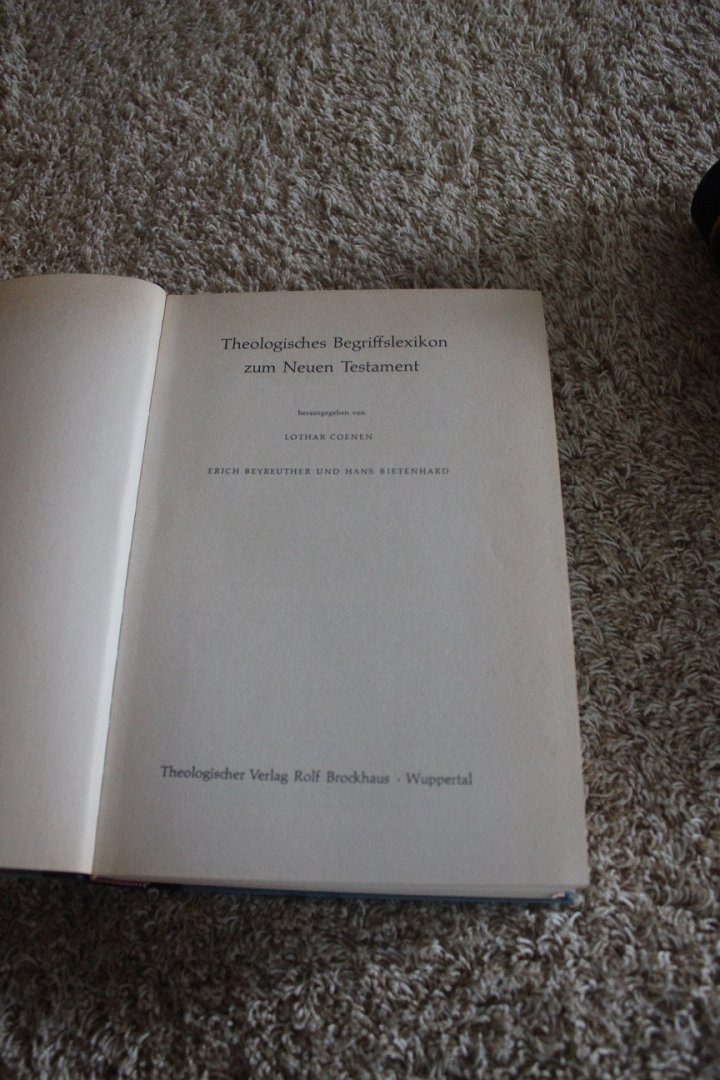 Theologisches Begriffslexikon
zum Neuen Testament
herausgegeben von
LOTHAR COENEN
ERICH BEYREUTHER UND HANS BIETENHARD
Theologischer Verlag Rolf Brockhaus · Wuppertal